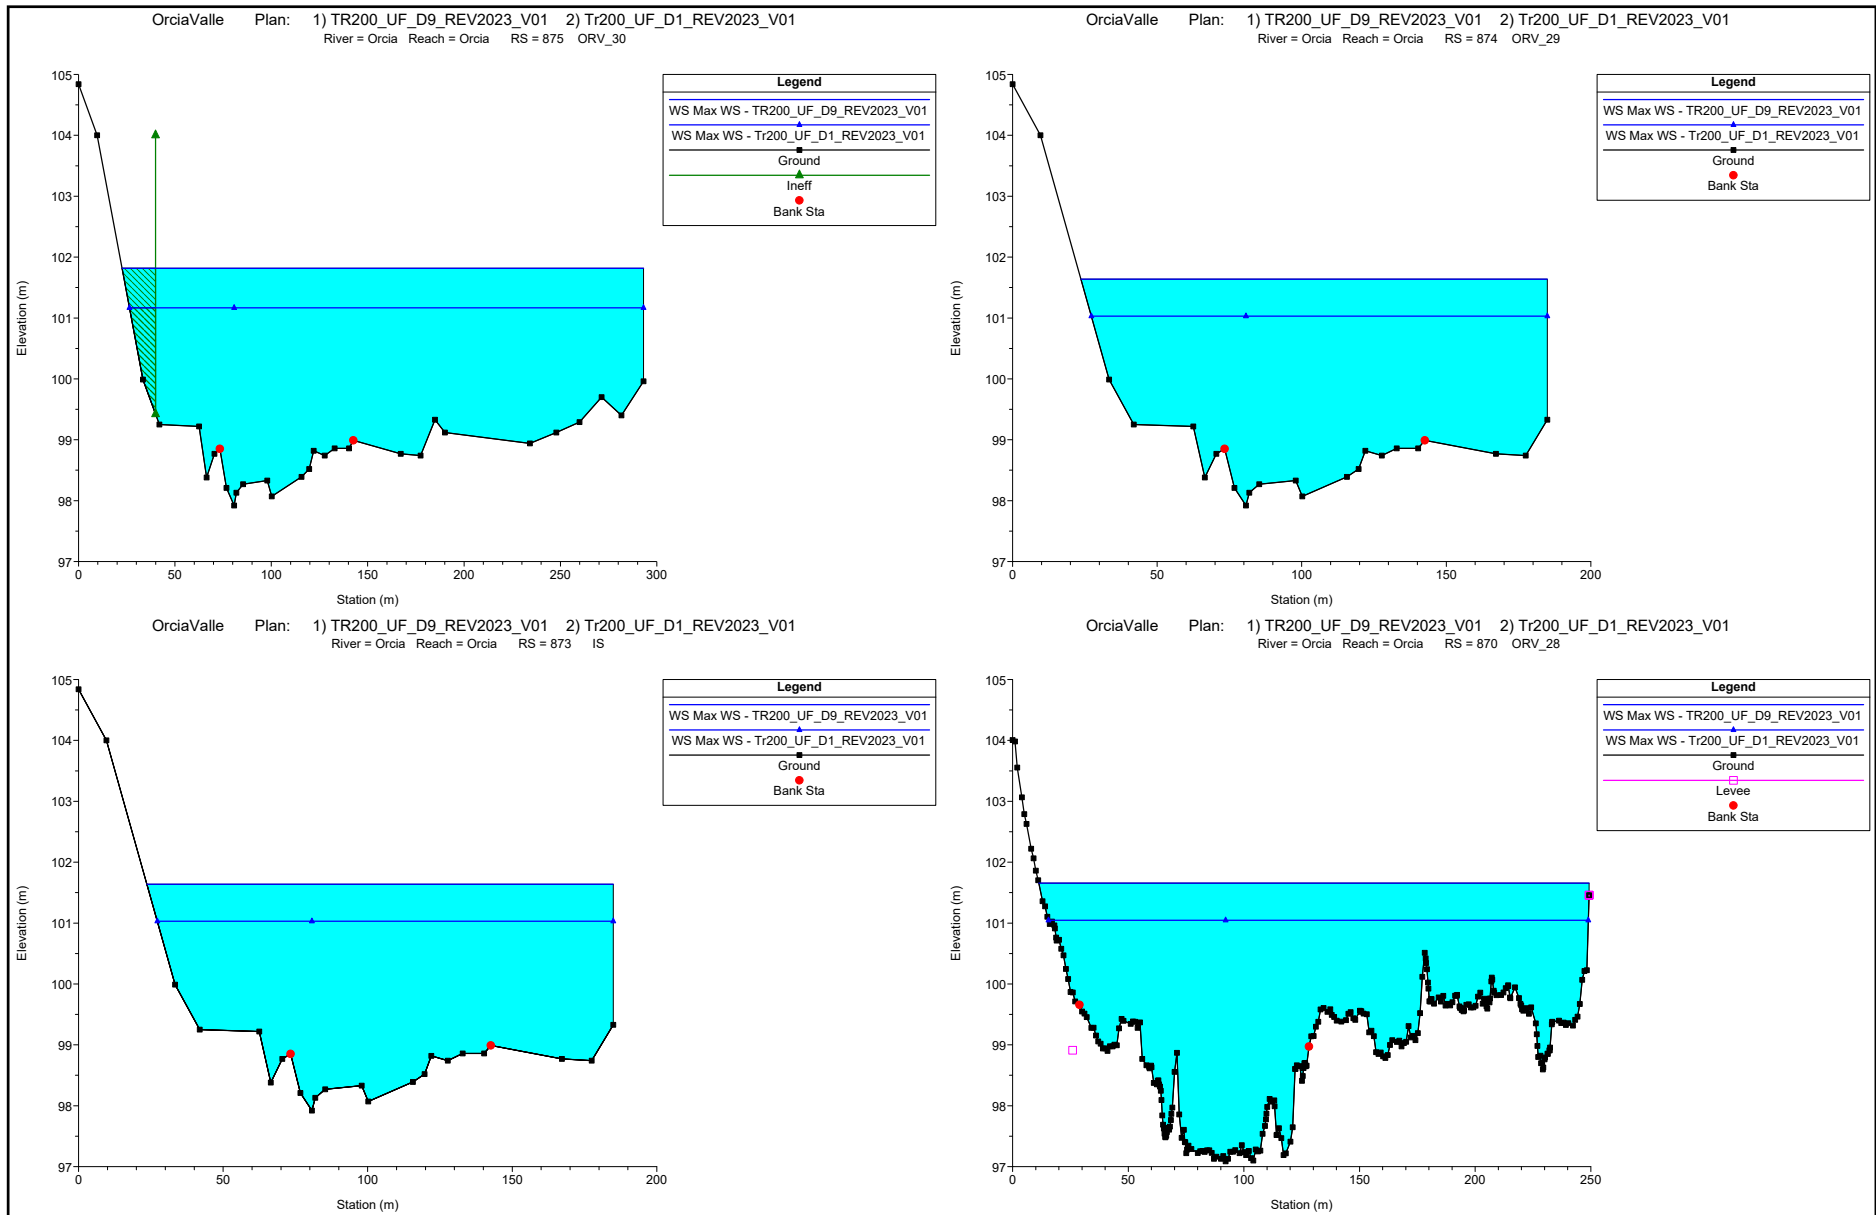 OrciaValle Plan: 1) TR200_UF_D9_REV2023_V01 2) Tr200_UF_D1_REV2023_V01
River = Orcia Reach = Orcia RS = 875 ORV_30
105
104
103
102
101
100
99
98
97
Elevation (m)
0 50 100 150 200 250 300
Station (m)
Legend
WS Max WS - TR200_UF_D9_REV2023_V01
WS Max WS - Tr200_UF_D1_REV2023_V01
Ground
Ineff
Bank Sta
OrciaValle Plan: 1) TR200_UF_D9_REV2023_V01 2) Tr200_UF_D1_REV2023_V01
River = Orcia Reach = Orcia RS = 874 ORV_29
105
104
103
102
101
100
99
98
97
Elevation (m)
0 50 100 150 200
Station (m)
Legend
WS Max WS - TR200_UF_D9_REV2023_V01
WS Max WS - Tr200_UF_D1_REV2023_V01
Ground
Bank Sta
OrciaValle Plan: 1) TR200_UF_D9_REV2023_V01 2) Tr200_UF_D1_REV2023_V01
River = Orcia Reach = Orcia RS = 873 IS
105
104
103
102
101
100
99
98
97
Elevation (m)
0 50 100 150 200
Station (m)
Legend
WS Max WS - TR200_UF_D9_REV2023_V01
WS Max WS - Tr200_UF_D1_REV2023_V01
Ground
Bank Sta
OrciaValle Plan: 1) TR200_UF_D9_REV2023_V01 2) Tr200_UF_D1_REV2023_V01
River = Orcia Reach = Orcia RS = 870 ORV_28
105
104
103
102
101
100
99
98
97
Elevation (m)
0 50 100 150 200 250
Station (m)
Legend
WS Max WS - TR200_UF_D9_REV2023_V01
WS Max WS - Tr200_UF_D1_REV2023_V01
Ground
Levee
Bank Sta